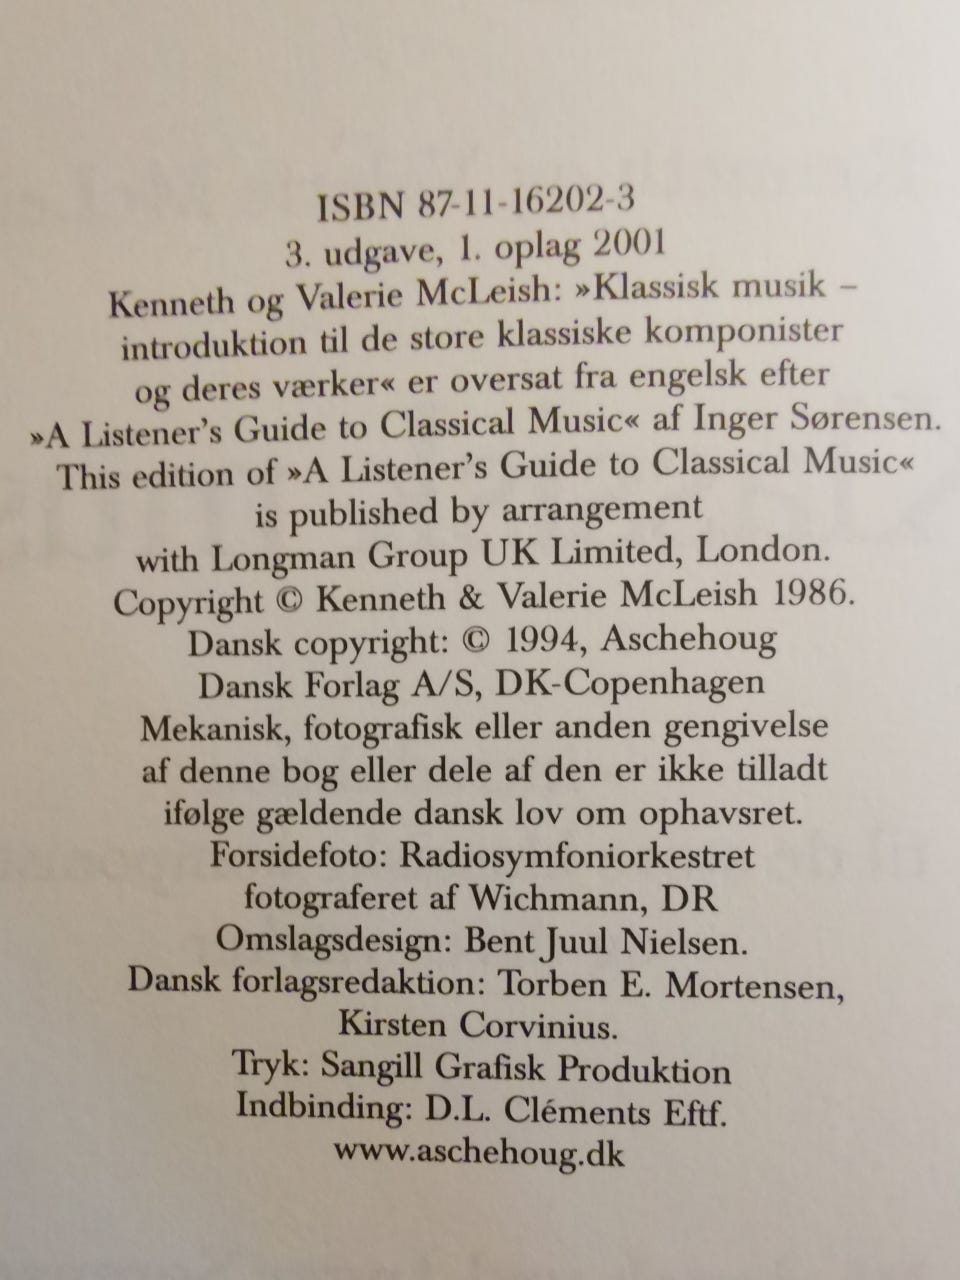 ISBN 87-11-16202-3
3. udgave, 1. oplag 2001
Kenneth og Valerie McLeish: »Klassisk musik –
introduktion til de store klassiske komponister
og deres værker« er oversat fra engelsk efter
»A Listener's Guide to Classical Music« af Inger Sørensen.
This edition of »A Listener's Guide to Classical Music«
is published by arrangement
with Longman Group UK Limited, London.
Copyright © Kenneth & Valerie McLeish 1986.
Dansk copyright: © 1994, Aschehoug
Dansk Forlag A/S, DK-Copenhagen
Mekanisk, fotografisk eller anden gengivelse
af denne bog eller dele af den er ikke tilladt
ifølge gældende dansk lov om ophavsret.
Forsidefoto: Radiosymfoniorkestret
fotograferet af Wichmann, DR
Omslagsdesign: Bent Juul Nielsen.
Dansk forlagsredaktion: Torben E. Mortensen,
Kirsten Corvinius.
Tryk: Sangill Grafisk Produktion
Indbinding: D.L. Cléments Eftf.
www.aschehoug.dk